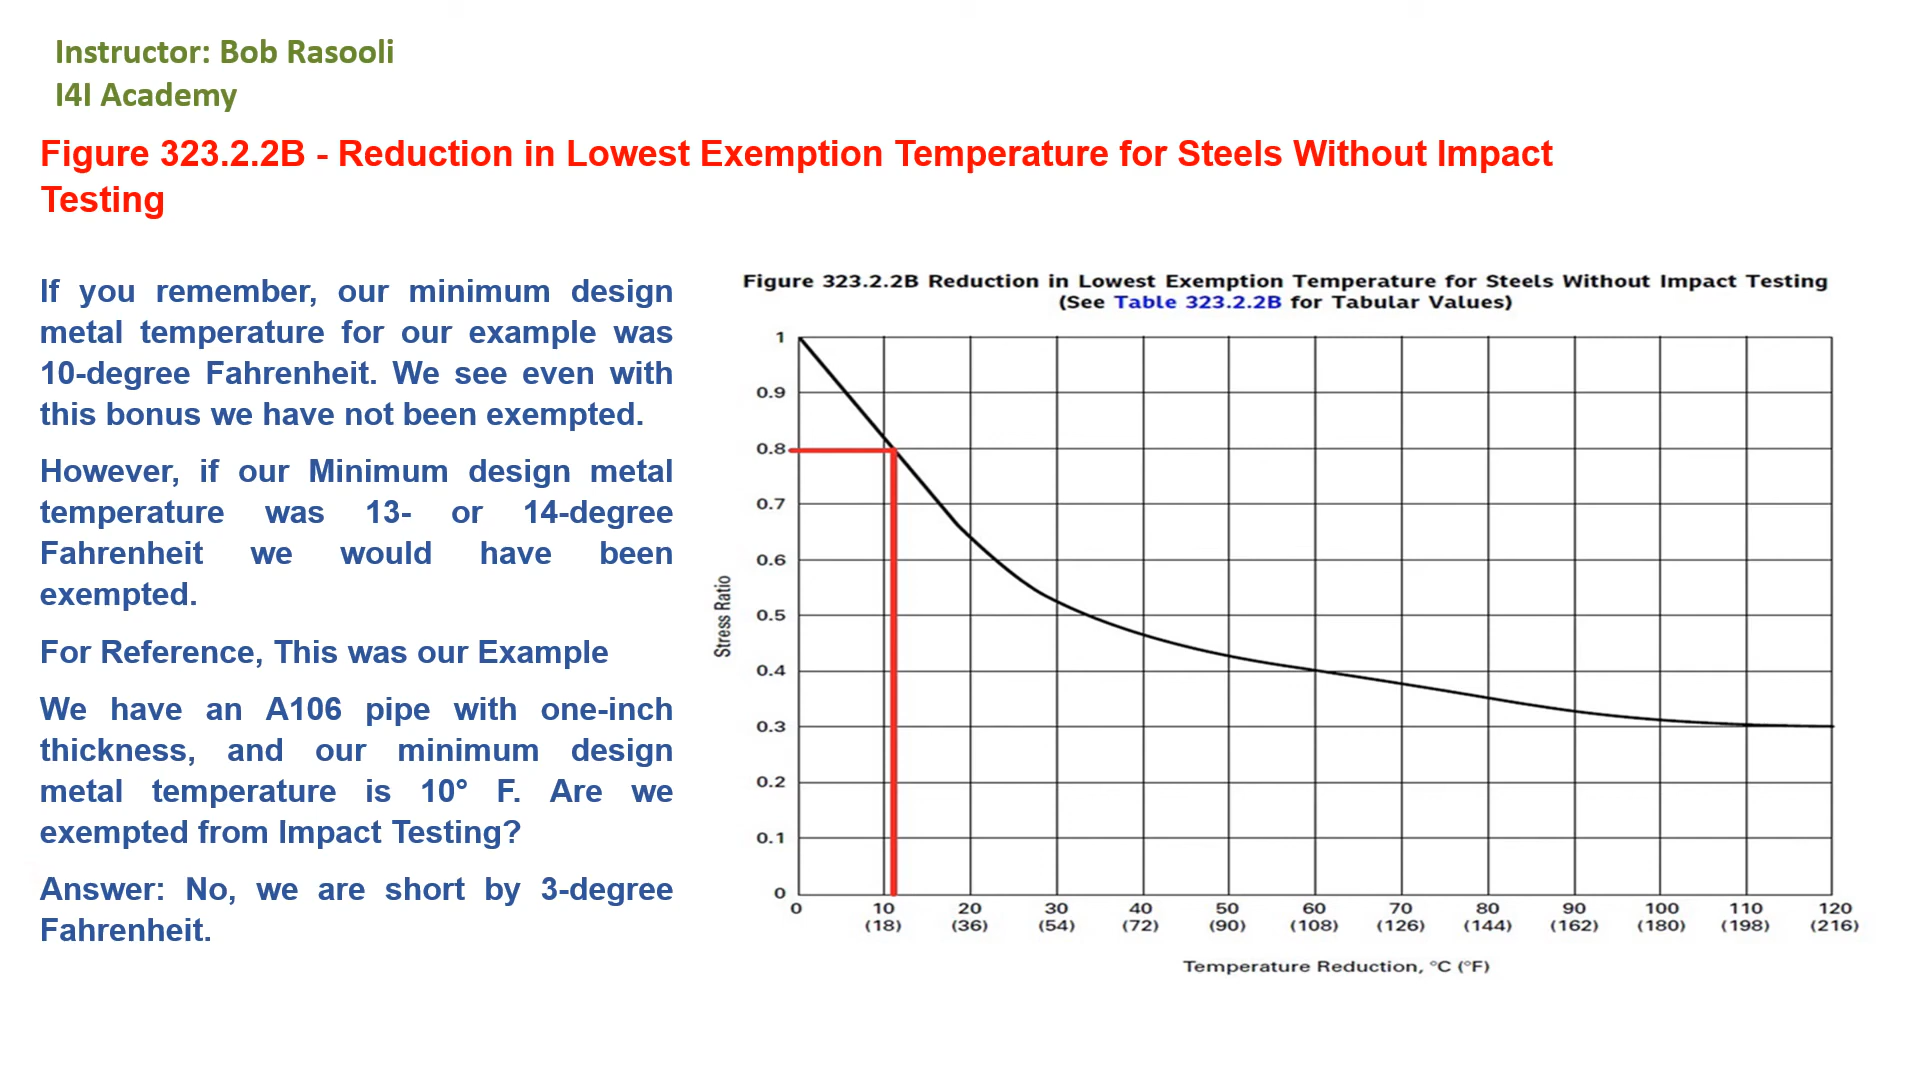 Instructor: Bob Rasooli
I4I Academy
Figure 323.2.2B - Reduction in Lowest Exemption Temperature for Steels Without Impact
Testing
If you remember, our minimum design
metal temperature for our example was
10-degree Fahrenheit. We see even with
this bonus we have not been exempted.
However, if our Minimum design metal
temperature was 13- or 14-degree
Fahrenheit we would have been
exempted.
For Reference, This was our Example
We have an A106 pipe with one-inch
thickness, and our minimum design
metal temperature is 10° F. Are we
exempted from Impact Testing?
Answer: No, we are short by 3-degree
Fahrenheit.
Figure 323.2.2B Reduction in Lowest Exemption Temperature for Steels Without Impact Testing
(See Table 323.2.2B for Tabular Values)
1
0.9
0.8
0.7
0.6
0.5
0.4
0.3
0.2
0.1
0
Stress Ratio
0 10 20 30 40 50 60 70 80 90 100 110 120
(18) (36) (54) (72) (90) (108) (126) (144) (162) (180) (198) (216)
Temperature Reduction, °C (°F)